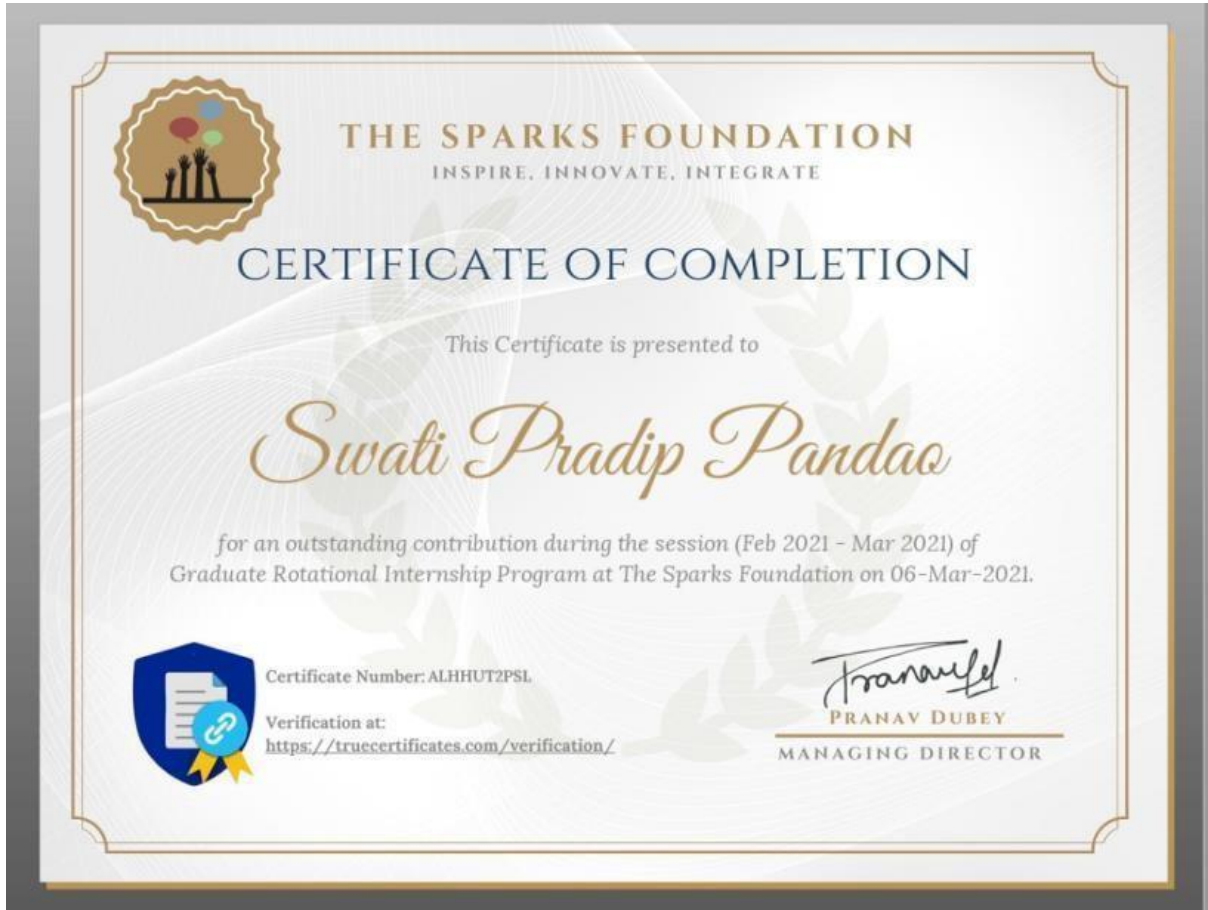 THE SPARKS FOUNDATION
INSPIRE, INNOVATE, INTEGRATE
CERTIFICATE OF COMPLETION
This Certificate is presented to
Swati Pradip Pandao
for an outstanding contribution during the session (Feb 2021 - Mar 2021) of
Graduate Rotational Internship Program at The Sparks Foundation on 06-Mar-2021.
Certificate Number: ALHHUT2PSL
Verification at:
https://truecertificates.com/verification/
PRANAV DUBEY
MANAGING DIRECTOR